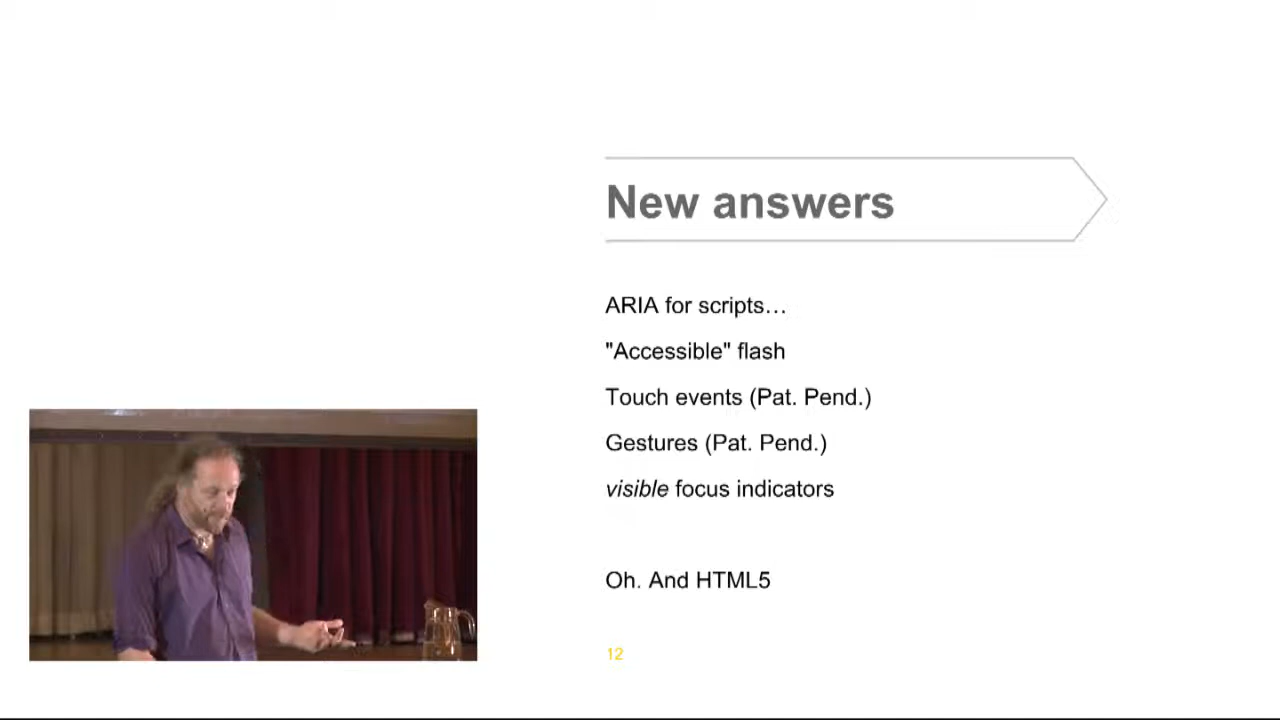 New answers
ARIA for scripts…
"Accessible" flash
Touch events (Pat. Pend.)
Gestures (Pat. Pend.)
visible focus indicators
Oh. And HTML5
12